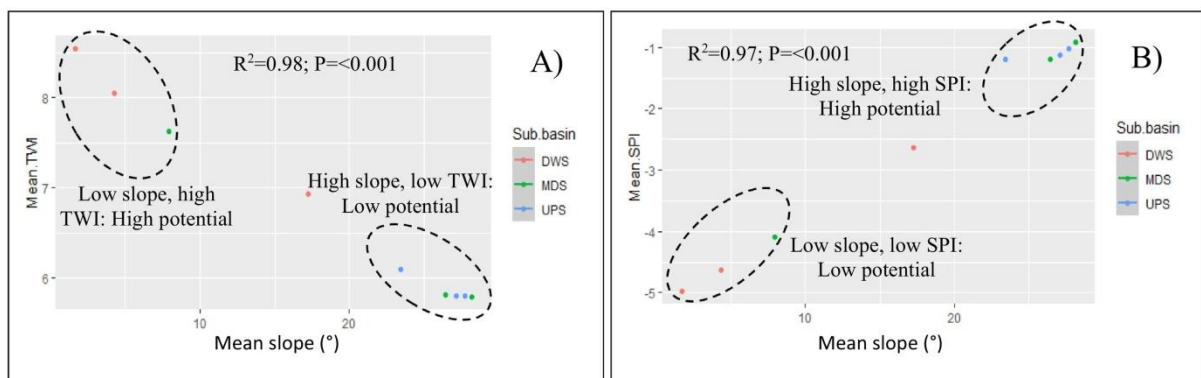 R²=0.98; P=<0.001
A)
8
7
6
Mean.TWI
Low slope, high
TWI: High potential
High slope, low TWI:
Low potential
10
20
Mean slope (°)
Sub.basin
DWS
MDS
UPS
R²=0.97; P=<0.001
B)
High slope, high SPI:
High potential
-1
-2
-3
-4
-5
Mean.SPI
Low slope, low SPI:
Low potential
10
20
Mean slope (°)
Sub.basin
DWS
MDS
UPS